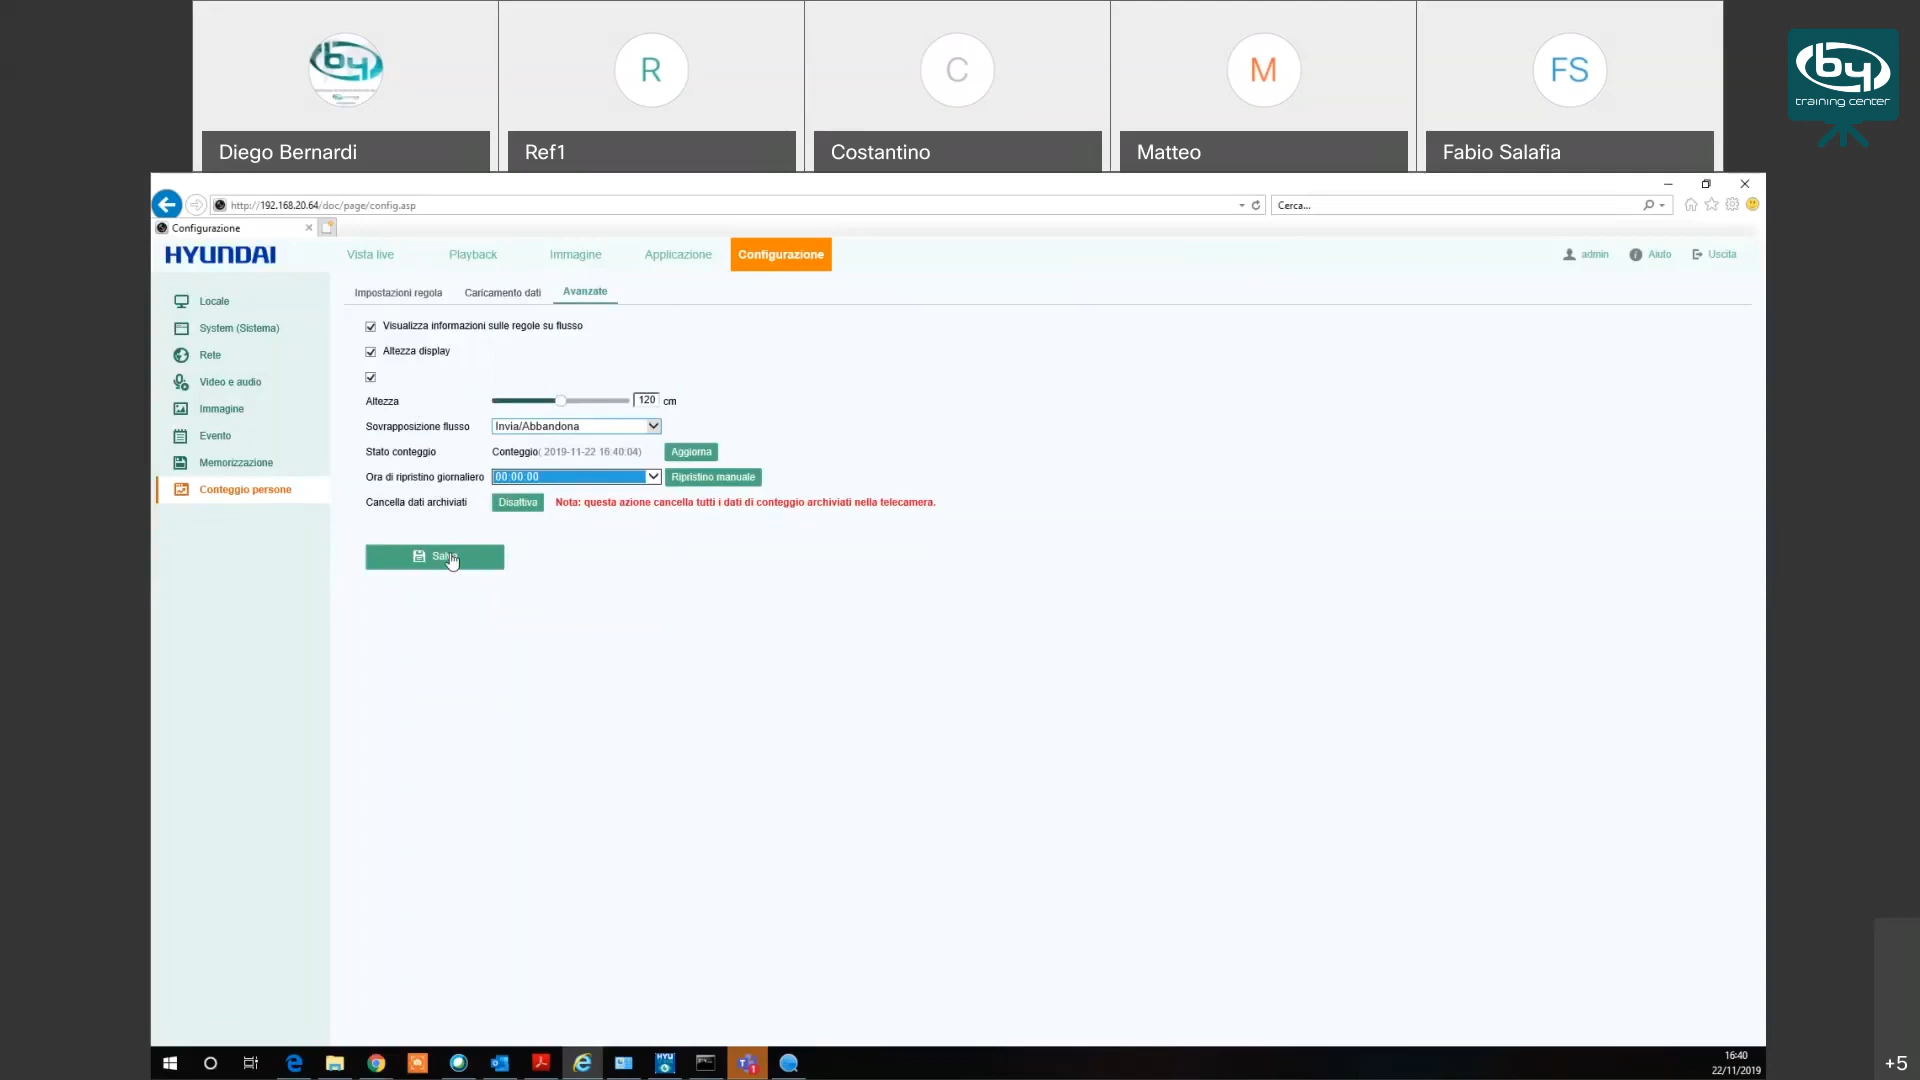 by
R
C
M
FS
by
training center
Diego Bernardi
Ref1
Costantino
Matteo
Fabio Salafia
http://192.168.20.64/doc/page/config.asp
Cerca...
Configurazione
HYUNDAI
Vista live
Playback
Immagine
Applicazione
Configurazione
admin
Aiuto
Uscita
Locale
System (Sistema)
Rete
Video e audio
Immagine
Evento
Memorizzazione
Conteggio persone
Impostazioni regola
Caricamento dati
Avanzate
Visualizza informazioni sulle regole su flusso
Altezza display
Altezza 120 cm
Sovrapposizione flusso Invia/Abbandona
Stato conteggio Conteggio( 2019-11-22 16:40:04) Aggiorna
Ora di ripristino giornaliero 00:00:00 Ripristino manuale
Cancella dati archiviati Disattiva Nota: questa azione cancella tutti i dati di conteggio archiviati nella telecamera.
HYU
16:40
22/11/2019
+5